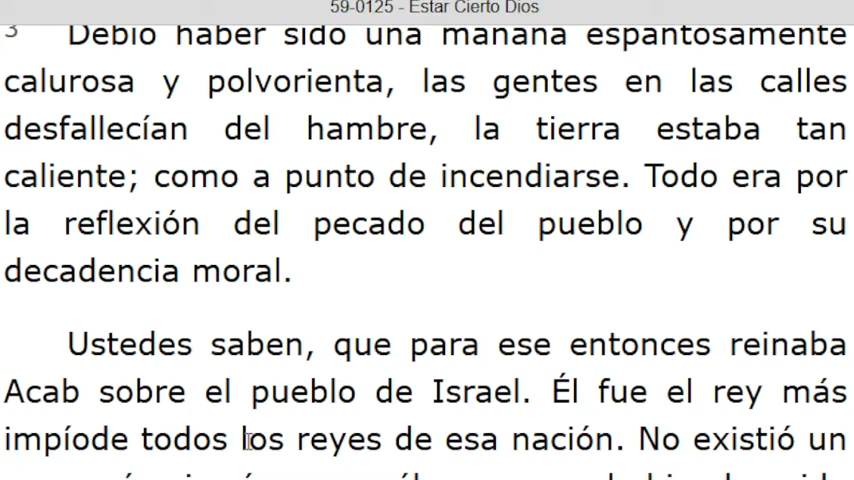 59-0125 - Estar Cierto Dios
3 Debió haber sido una mañana espantosamente
calurosa y polvorienta, las gentes en las calles
desfallecían del hambre, la tierra estaba tan
caliente; como a punto de incendiarse. Todo era por
la reflexión del pecado del pueblo y por su
decadencia moral.
Ustedes saben, que para ese entonces reinaba
Acab sobre el pueblo de Israel. Él fue el rey más
impíode todos los reyes de esa nación. No existió un